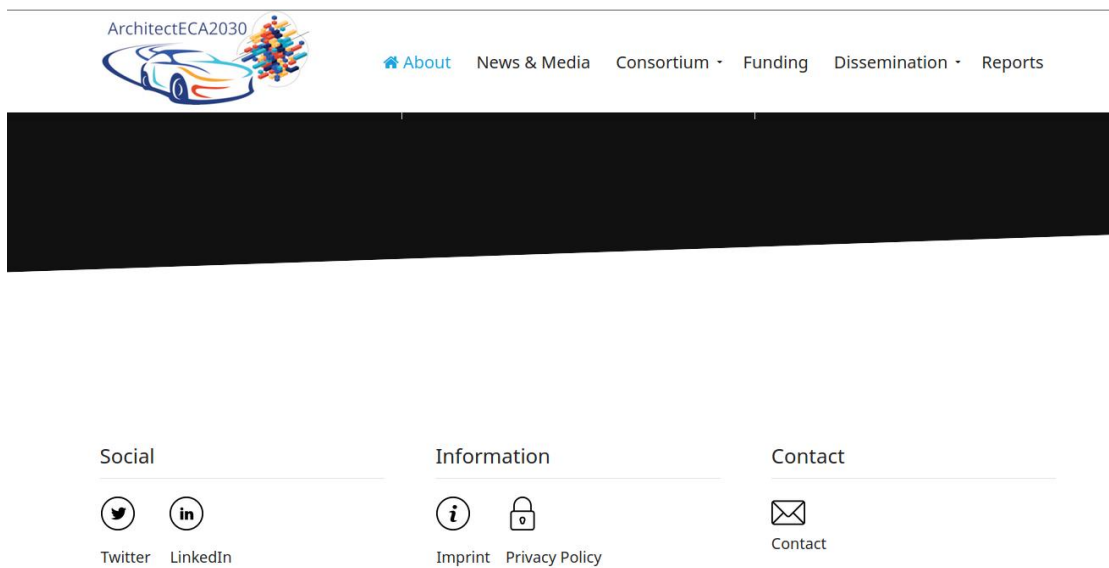 ArchitectECA2030
About News & Media Consortium Funding Dissemination Reports
Social Information Contact
Twitter LinkedIn Imprint Privacy Policy Contact